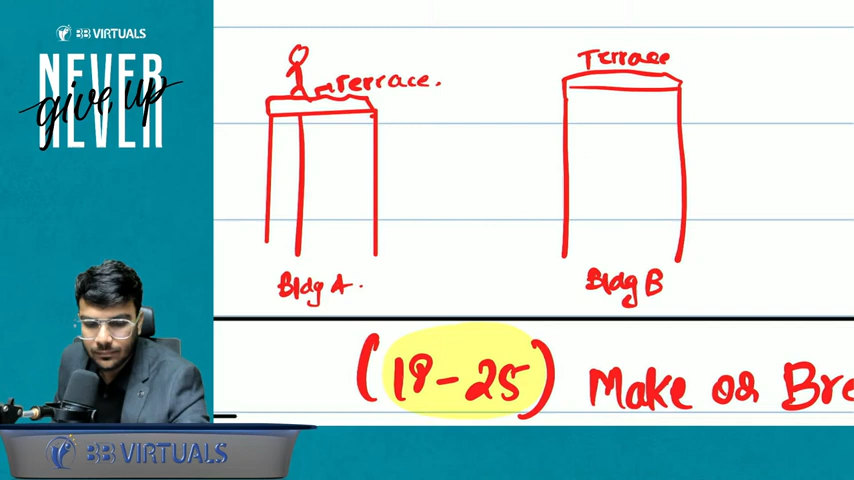 BB VIRTUALS
NEVER
give up
NEVER
Terrace.
Terrace
Bldg A.
Bldg B
(18-25) Make or Bre
BB VIRTUALS